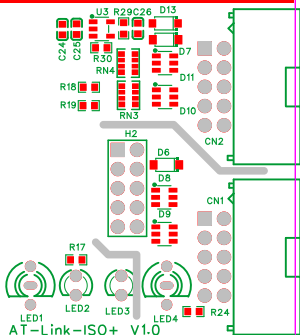 U3 R29 C26 D13
C24 C25
R30 D7
RN4
D11
R18
R19 D10
RN3
H2 CN2
D6
D8
CN1
D9
R17
LED1 LED2 LED3 LED4 R24
AT-Link-ISO+ V1.0